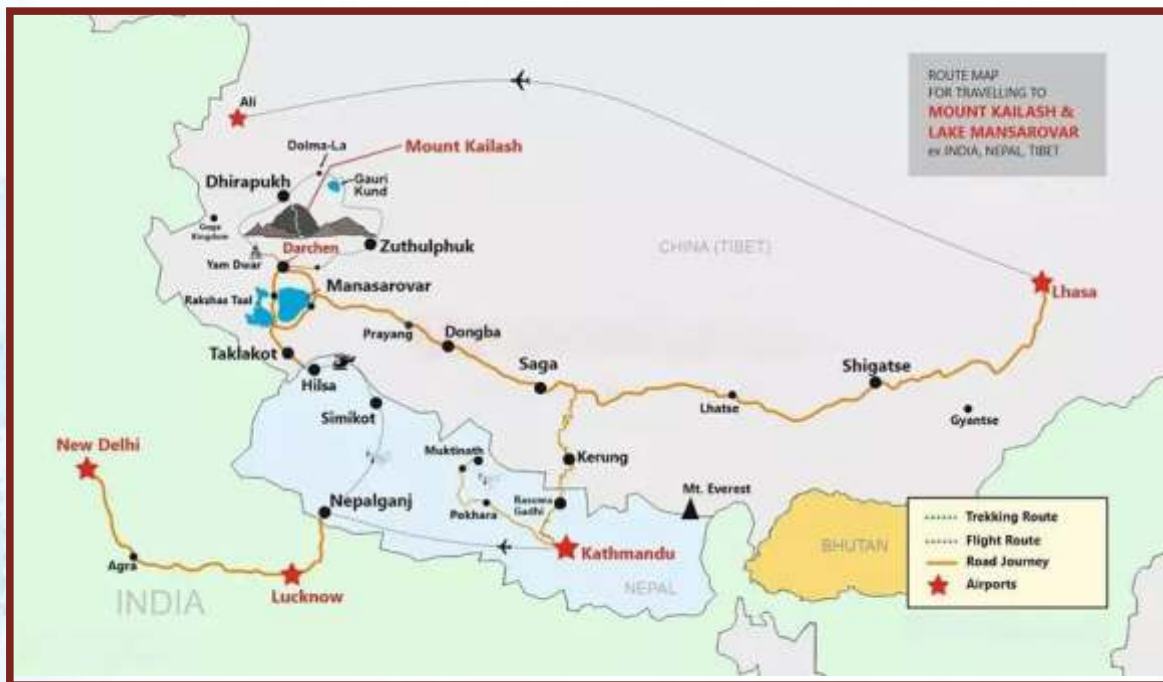 ROUTE MAP
FOR TRAVELLING TO
MOUNT KAILASH &
LAKE MANSAROVAR
ex INDIA, NEPAL, TIBET
Ali
Dolma-La
Mount Kailash
Gauri
Kund
Dhirapukh
Guge
Kingdom
Zuthulphuk
Darchen
Yam Dwar
CHINA (TIBET)
Manasarovar
Rakshas Taal
Lhasa
Prayang
Dongba
Taklakot
Hilsa
Saga
Shigatse
Simikot
Lhatse
Gyantse
New Delhi
Muktinath
Kerung
Mt. Everest
Nepalganj
Pokhara
Rasuwa
Gadhi
Kathmandu
BHUTAN
Agra
Lucknow
NEPAL
INDIA
Trekking Route
Flight Route
Road Journey
Airports